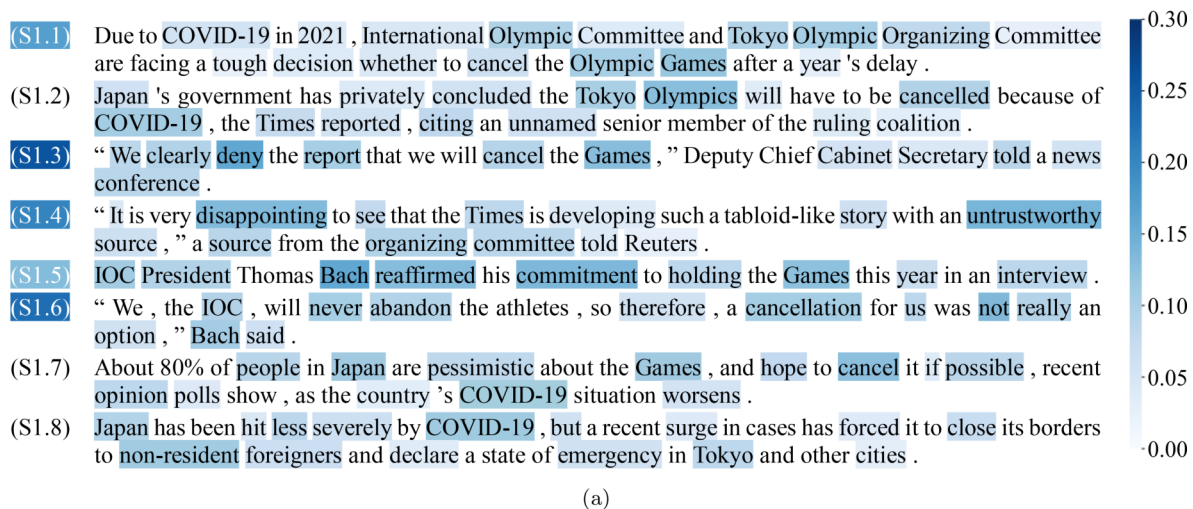 (S1.1) Due to COVID-19 in 2021 , International Olympic Committee and Tokyo Olympic Organizing Committee
are facing a tough decision whether to cancel the Olympic Games after a year 's delay .
(S1.2) Japan 's government has privately concluded the Tokyo Olympics will have to be cancelled because of
COVID-19 , the Times reported , citing an unnamed senior member of the ruling coalition .
(S1.3) “ We clearly deny the report that we will cancel the Games , ” Deputy Chief Cabinet Secretary told a news
conference .
(S1.4) “ It is very disappointing to see that the Times is developing such a tabloid-like story with an untrustworthy
source , ” a source from the organizing committee told Reuters .
(S1.5) IOC President Thomas Bach reaffirmed his commitment to holding the Games this year in an interview .
(S1.6) “ We , the IOC , will never abandon the athletes , so therefore , a cancellation for us was not really an
option , ” Bach said .
(S1.7) About 80% of people in Japan are pessimistic about the Games , and hope to cancel it if possible , recent
opinion polls show , as the country ’s COVID-19 situation worsens .
(S1.8) Japan has been hit less severely by COVID-19 , but a recent surge in cases has forced it to close its borders
to non-resident foreigners and declare a state of emergency in Tokyo and other cities .
0.30
0.25
0.20
0.15
0.10
0.05
0.00
(a)